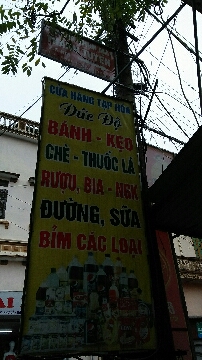 CỬA HÀNG TẠP HÓA
Đức Độ
BÁNH - KẸO
CHÈ - THUỐC LÁ
RƯỢU, BIA - NGK
ĐƯỜNG, SỮA
BỈM CÁC LOẠI